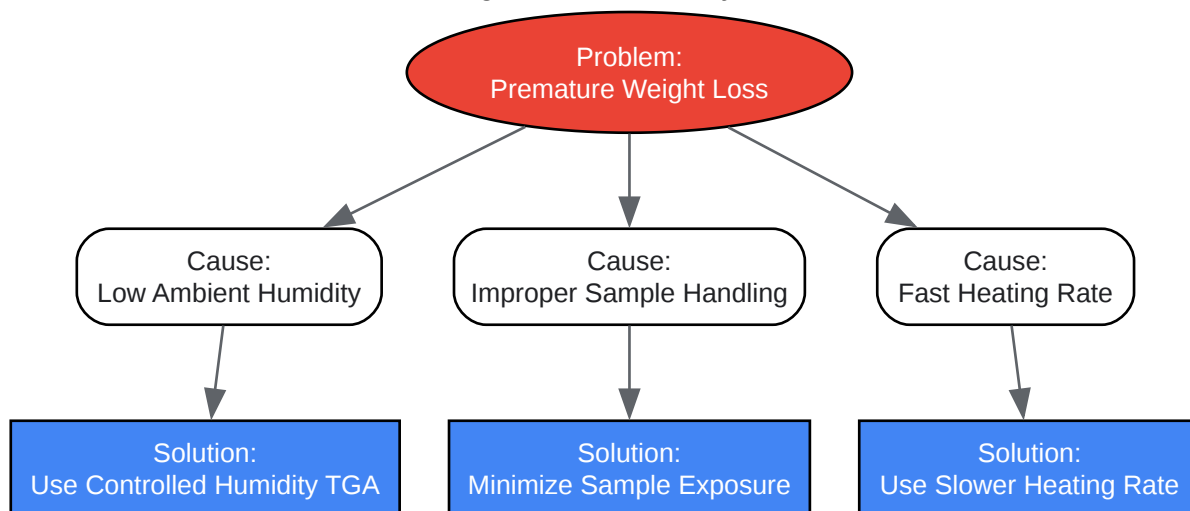 Problem:
Premature Weight Loss
Cause:
Low Ambient Humidity
Cause:
Improper Sample Handling
Cause:
Fast Heating Rate
Solution:
Use Controlled Humidity TGA
Solution:
Minimize Sample Exposure
Solution:
Use Slower Heating Rate